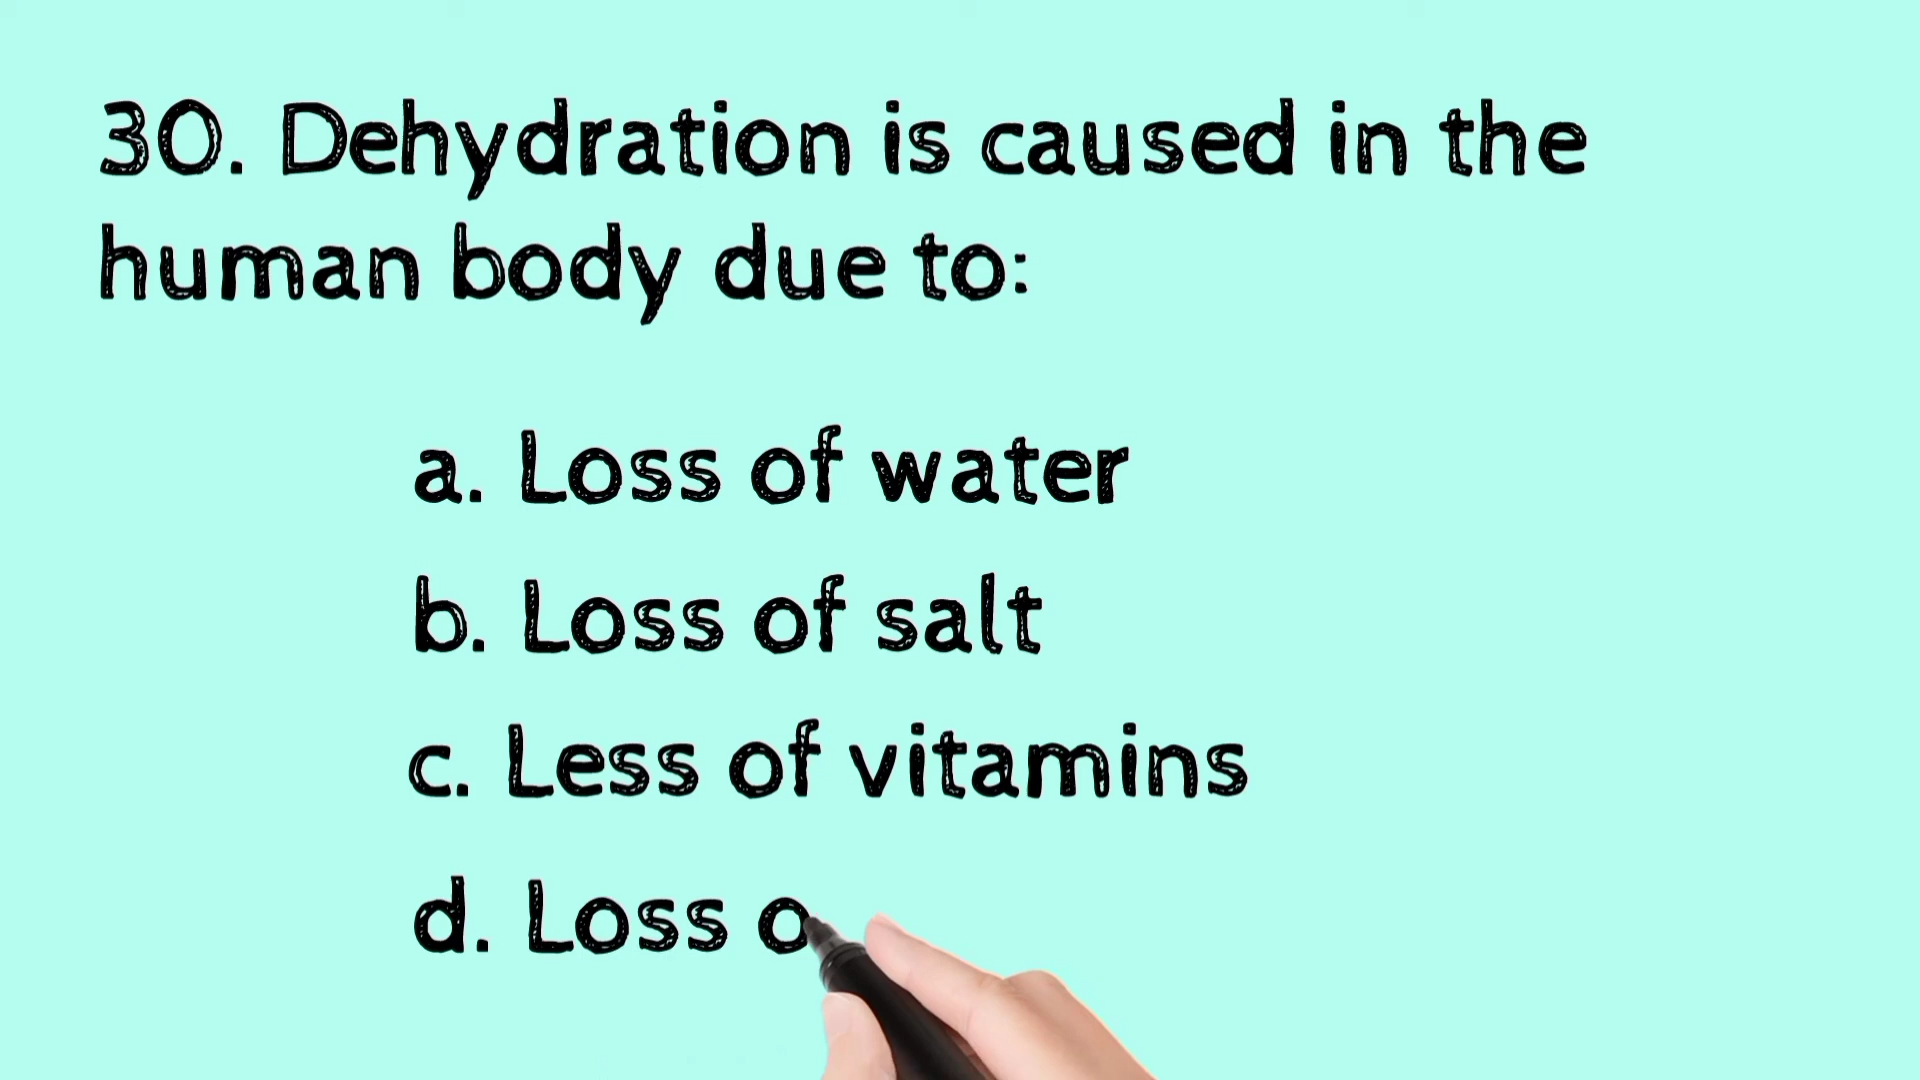 30. Dehydration is caused in the
human body due to:
a. Loss of water
b. Loss of salt
c. Less of vitamins
d. Loss o